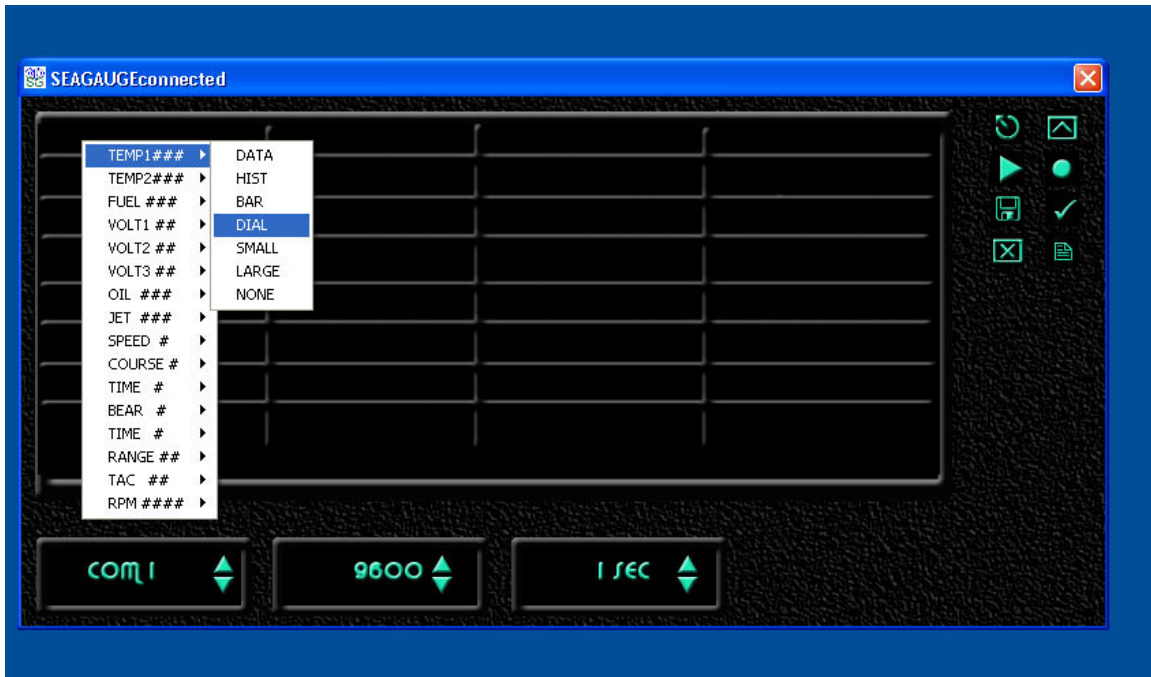 SEAGAUGEconnected
TEMP1###
TEMP2###
FUEL ###
VOLT1 ##
VOLT2 ##
VOLT3 ##
OIL ###
JET ###
SPEED #
COURSE #
TIME #
BEAR #
TIME #
RANGE ##
TAC ##
RPM ####
DATA
HIST
BAR
DIAL
SMALL
LARGE
NONE
COM 1
9600
1 SEC